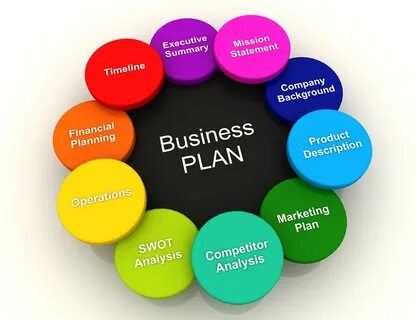 Business
PLAN
Executive
Summary
Mission
Statement
Company
Background
Product
Description
Marketing
Plan
Competitor
Analysis
SWOT
Analysis
Operations
Financial
Planning
Timeline